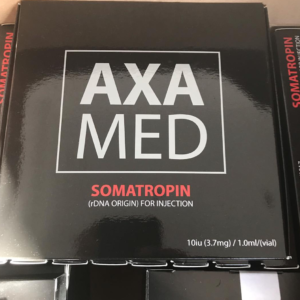 AXA
MED
SOMATROPIN
(rDNA ORIGIN) FOR INJECTION
10iu (3.7mg) / 1.0ml/(vial)
SOMATROPIN
SOMATROPIN